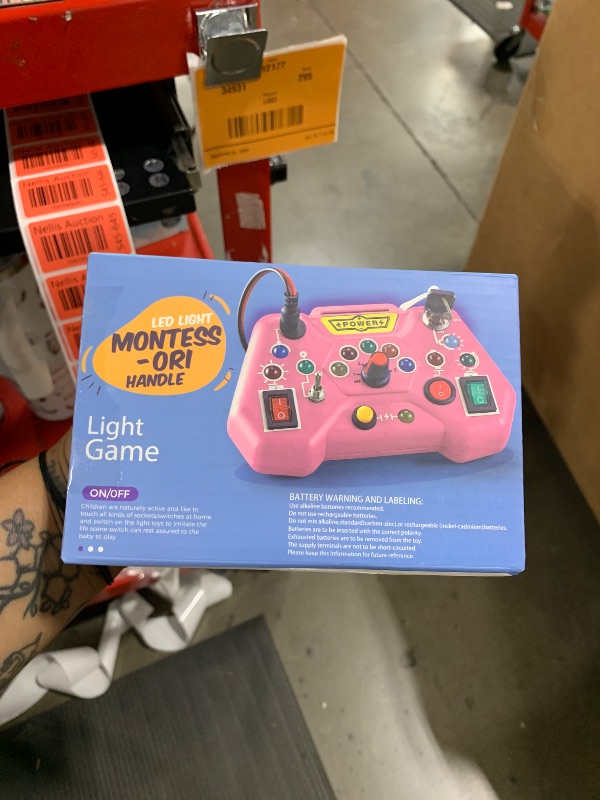 34931
295
Nellis Auction
Nellis Auction
LED LIGHT
MONTESS
-ORI
HANDLE
POWER
Light
Game
ON/OFF
Children are naturally active and like to
touch all kinds of sockets/switches at home
and switch on the light toys to imitate the
life scene switch can rest assured to the
baby to play
BATTERY WARNING AND LABELING:
Use alkaline batteries recommended.
Do not use rechargeable batteries.
Do not mix alkaline,standard(carbon-zinc),or rechargeable (nickel-cadmium)batteries.
Batteries are to be inserted with the correct polarity.
Exhausted batteries are to be removed from the toy.
The supply terminals are not to be short-circuited.
Please keep this information for future reference.